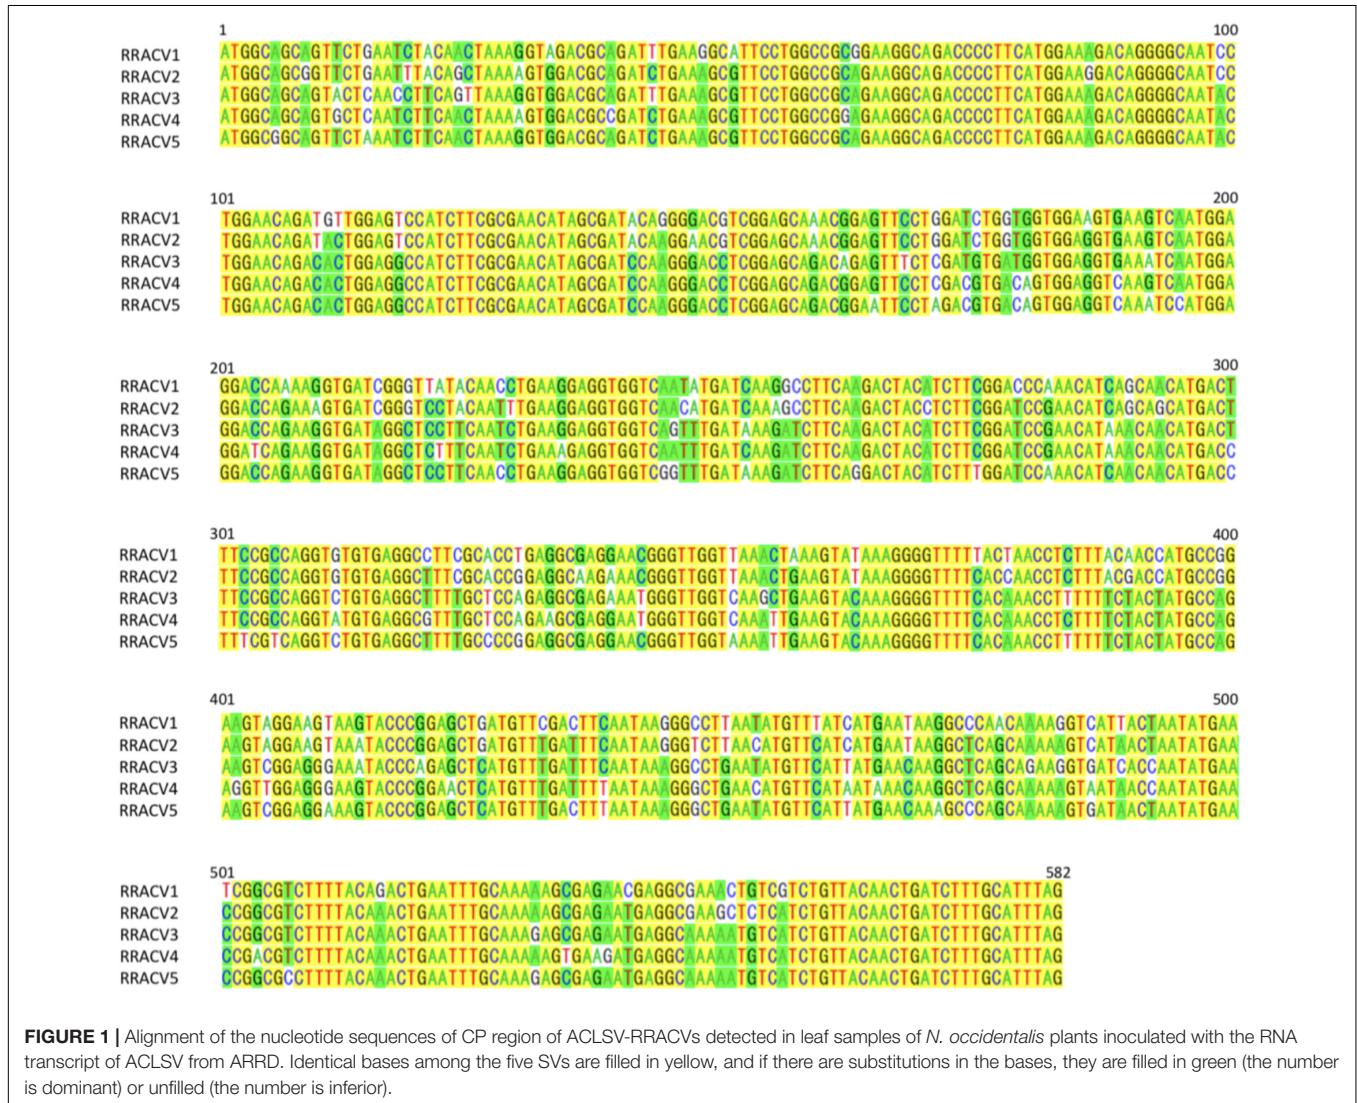 1 100
RRACV1 ATGGCAGCAGTTCTGAATCTACAACTAAAGGTAGACGCAGATTTGAAGGCATTCCTGGCCGCGGAAGGCAGACCCCTTCATGGAAAGACAGGGGCAATCC
RRACV2 ATGGCAGCGGTTCTGAATTTACAGCTAAAAGTGGACGCAGATCTGAAAGCGTTCCTGGCCGCAGAAGGCAGACCCCTTCATGGAAGGACAGGGGCAATCC
RRACV3 ATGGCAGCAGTACTCAACCTTCAGTTAAAGGTGGACGCAGATTTGAAAGCGTTCCTGGCCGCAGAAGGCAGACCCCTTCATGGAAAGACAGGGGCAATAC
RRACV4 ATGGCAGCAGTGCTCAATCTTCAACTAAAAGTGGACGCCGATCTGAAAGCGTTCCTGGCCGGAGAAGGCAGACCCCTTCATGGAAAGACAGGGGCAATAC
RRACV5 ATGGCGGCAGTTCTAAATCTTCAACTAAAGGTGGACGCAGATCTGAAAGCGTTCCTGGCCGCAGAAGGCAGACCCCTTCATGGAAAGACAGGGGCAATAC
101 200
RRACV1 TGGAACAGATGTTGGAGTCCATCTTCGCGAACATAGCGATACAGGGGACGTCGGAGCAAACGGAGTTCCTGGATCTGGTGGTGGAAGTGAAGTCAATGGA
RRACV2 TGGAACAGATACTGGAGTCCATCTTCGCGAACATAGCGATACAAGGAACGTCGGAGCAAACGGAGTTCCTGGATCTGGTGGTGGAGGTGAAGTCAATGGA
RRACV3 TGGAACAGACACTGGAGGCCATCTTCGCGAACATAGCGATCCAAGGGACCTCGGAGCAGACAGAGTTTCTCGATGTGATGGTGGAGGTGAAATCAATGGA
RRACV4 TGGAACAGACACTGGAGGCCATCTTCGCGAACATAGCGATCCAAGGGACCTCGGAGCAGACGGAGTTCCTCGACGTGACAGTGGAGGTCAAGTCAATGGA
RRACV5 TGGAACAGACACTGGAGGCCATCTTCGCGAACATAGCGATCCAAGGGACCTCGGAGCAGACGGAATTCCTAGACGTGACAGTGGAGGTCAAATCCATGGA
201 300
RRACV1 GGACCAAAAGGTGATCGGGTTATACAACCTGAAGGAGGTGGTCAATATGATCAAGGCCTTCAAGACTACATCTTCGGACCCAAACATCAGCAACATGACT
RRACV2 GGACCAGAAAGTGATCGGGTCCTACAATTTGAAGGAGGTGGTCAACATGATCAAAGCCTTCAAGACTACCTCTTCGGATCCGAACATCAGCAGCATGACT
RRACV3 GGACCAGAAGGTGATAGGCTCCTTCAATCTGAAGGAGGTGGTCAGTTTGATAAAGATCTTCAAGACTACATCTTCGGATCCGAACATAAACAACATGACT
RRACV4 GGATCAGAAGGTGATAGGCTCTTTCAATCTGAAAGAGGTGGTCAATTTGATCAAGATCTTCAAGACTACATCTTCGGATCCGAACATAAACAACATGACC
RRACV5 GGACCAGAAGGTGATAGGCTCCTTCAACCTGAAGGAGGTGGTCGGTTTGATAAAGATCTTCAGGACTACATCTTTGGATCCAAACATCAACAACATGACC
301 400
RRACV1 TTCCGCCAGGTGTGTGAGGCCTTCGCACCTGAGGCGAGGAACGGGTTGGTTAAACTAAAGTATAAAGGGGTTTTTACTAACCTCTTTACAACCATGCCGG
RRACV2 TTCCGCCAGGTGTGTGAGGCTTTCGCACCGGAGGCAAGAAACGGGTTGGTTAAACTGAAGTATAAAGGGGTTTTCACCAACCTCTTTACGACCATGCCGG
RRACV3 TTCCGCCAGGTCTGTGAGGCTTTTGCTCCAGAGGCGAGAAATGGGTTGGTCAAGCTGAAGTACAAAGGGGTTTTCACAAACCTTTTTTCTACTATGCCAG
RRACV4 TTCCGCCAGGTATGTGAGGCGTTTGCTCCAGAAGCGAGGAATGGGTTGGTCAAATTGAAGTACAAAGGGGTTTTCACAAACCTCTTTTCTACTATGCCAG
RRACV5 TTTCGTCAGGTCTGTGAGGCTTTTGCCCCGGAGGCGAGGAACGGGTTGGTAAAATTGAAGTACAAAGGGGTTTTCACAAACCTTTTTTCTACTATGCCAG
401 500
RRACV1 AAGTAGGAAGTAAGTACCCGGAGCTGATGTTCGACTTCAATAAGGGCCTTAATATGTTTATCATGAATAAGGCCCAACAAAAGGTCATTACTAATATGAA
RRACV2 AAGTAGGAAGTAAATACCCGGAGCTGATGTTTGATTTCAATAAGGGTCTTAACATGTTCATCATGAATAAGGCTCAGCAAAAAGTCATAACTAATATGAA
RRACV3 AAGTCGGAGGGAAATACCCAGAGCTCATGTTTGATTTCAATAAAGGCCTGAATATGTTCATTATGAACAAGGCTCAGCAGAAGGTGATCACCAATATGAA
RRACV4 AGGTTGGAGGGAAGTACCCGGAACTCATGTTTGATTTTAATAAAGGGCTGAACATGTTCATAATAAACAAGGCTCAGCAAAAAGTAATAACCAATATGAA
RRACV5 AAGTCGGAGGAAAGTACCCGGAGCTCATGTTTGACTTTAATAAAGGGCTGAATATGTTCATTATGAACAAAGCCCAGCAAAAAGTGATAACTAATATGAA
501 582
RRACV1 TCGGCGTCTTTTACAGACTGAATTTGCAAAAAGCGAGAACGAGGCGAAACTGTCGTCTGTTACAACTGATCTTTGCATTTAG
RRACV2 CCGGCGTCTTTTACAAACTGAATTTGCAAAAAGCGAGAATGAGGCGAAGCTCTCATCTGTTACAACTGATCTTTGCATTTAG
RRACV3 CCGGCGTCTTTTACAAACTGAATTTGCAAAGAGCGAGAATGAGGCAAAAATGTCATCTGTTACAACTGATCTTTGCATTTAG
RRACV4 CCGACGTCTTTTACAAACTGAATTTGCAAAAAGTGAAGATGAGGCAAAAATGTCATCTGTTACAACTGATCTTTGCATTTAG
RRACV5 CCGGCGCCTTTTACAAACTGAATTTGCAAAGAGCGAGAATGAGGCAAAAATGTCATCTGTTACAACTGATCTTTGCATTTAG
FIGURE 1 | Alignment of the nucleotide sequences of CP region of ACLSV-RRACVs detected in leaf samples of N. occidentalis plants inoculated with the RNA
transcript of ACLSV from ARRD. Identical bases among the five SVs are filled in yellow, and if there are substitutions in the bases, they are filled in green (the number
is dominant) or unfilled (the number is inferior).